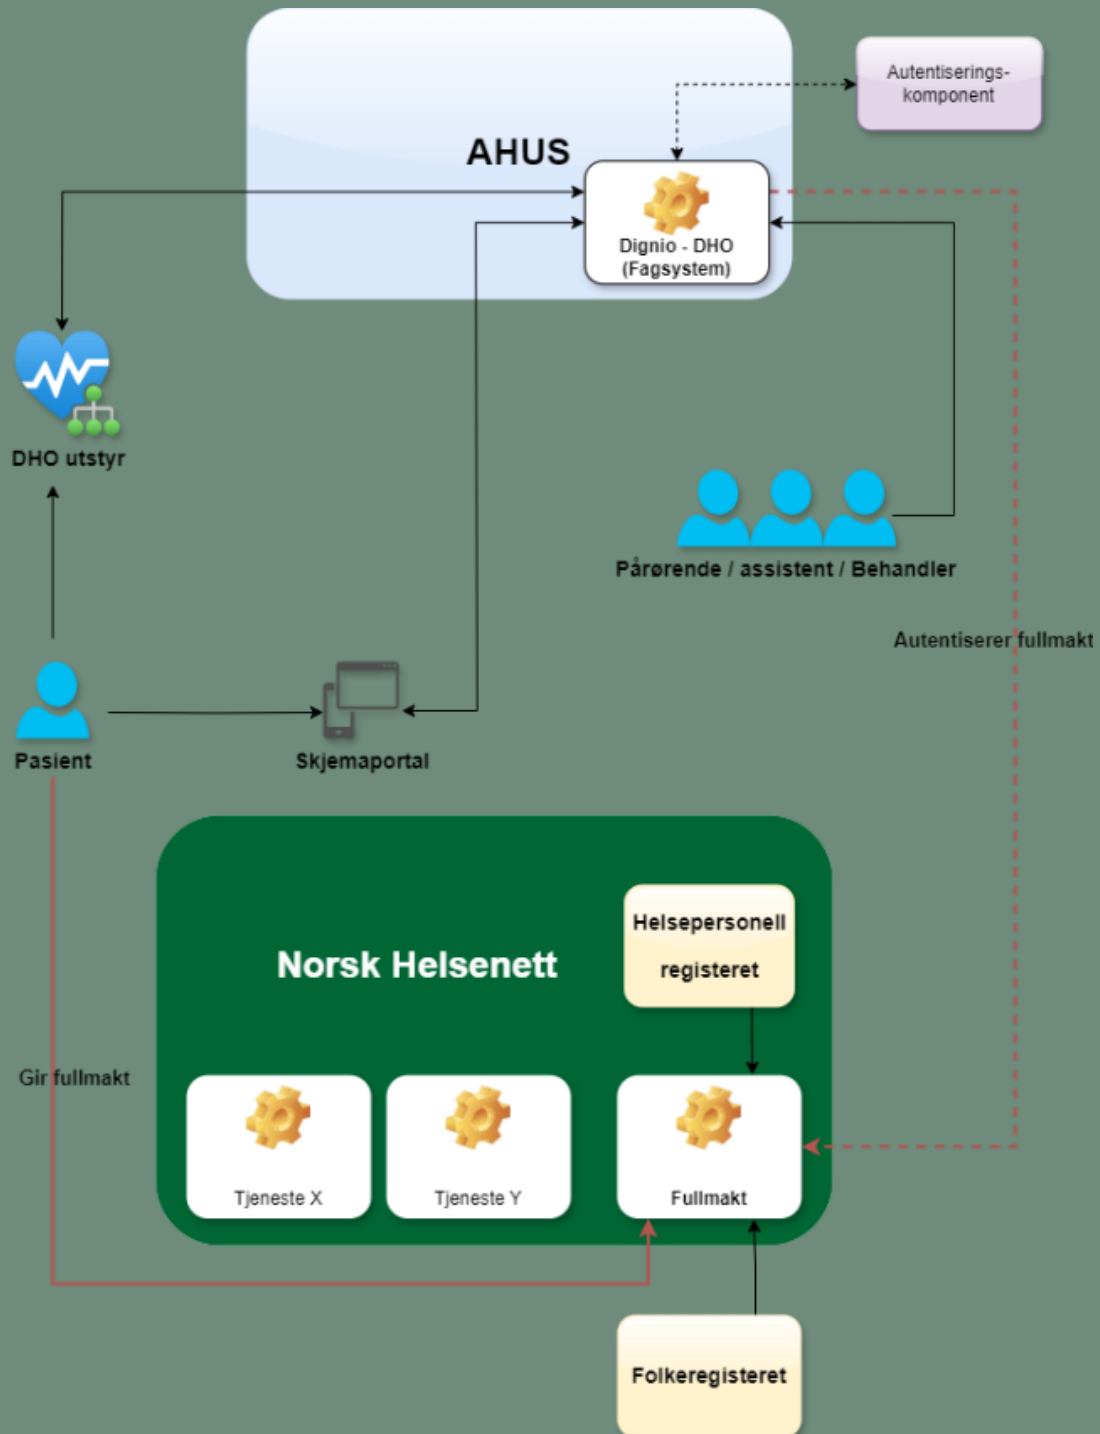 Autentiserings-
komponent
AHUS
Dignio - DHO
(Fagsystem)
DHO utstyr
Pårørende / assistent / Behandler
Autentiserer fullmakt
Pasient
Skjemaportal
Helsepersonell
registeret
Norsk Helsenett
Gir fullmakt
Tjeneste X
Tjeneste Y
Fullmakt
Folkeregisteret